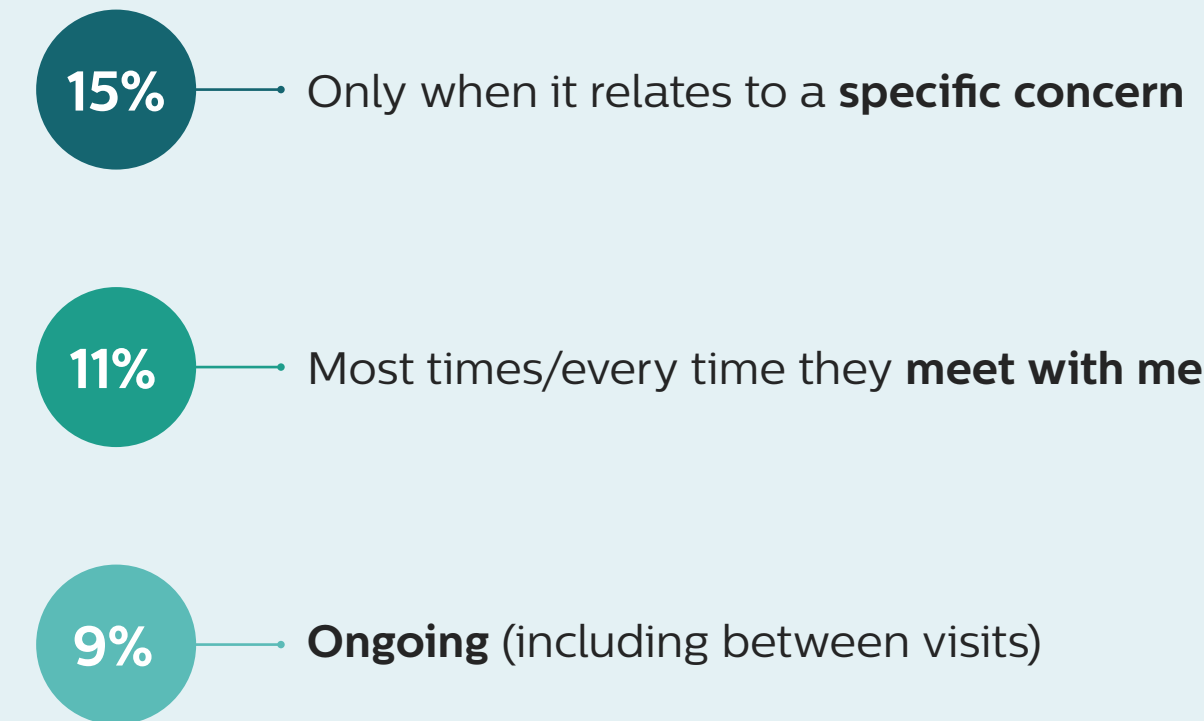 15% Only when it relates to a specific concern
11% Most times/every time they meet with me
9% Ongoing (including between visits)